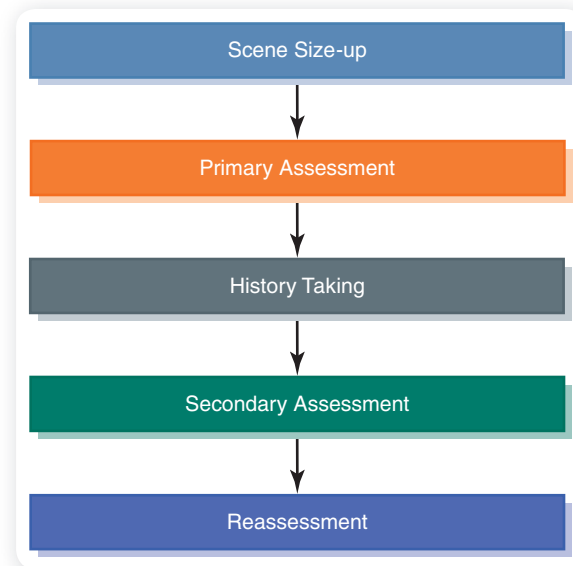 Scene Size-up
Primary Assessment
History Taking
Secondary Assessment
Reassessment